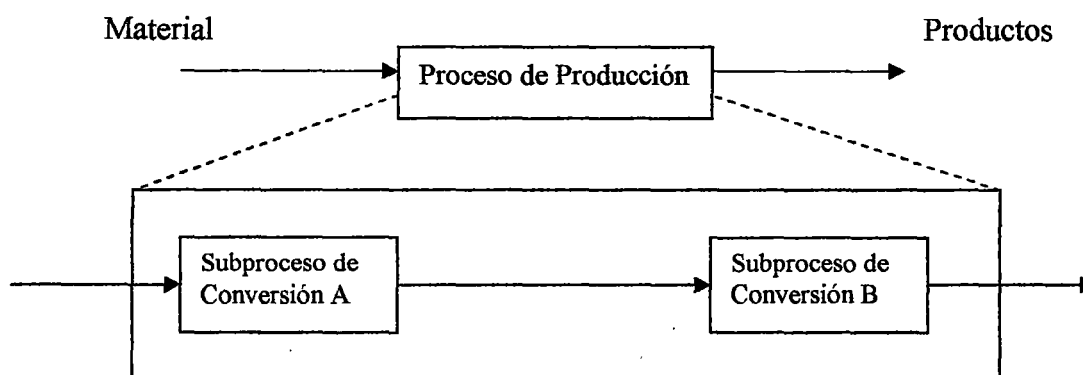 Material
Productos
Proceso de Producción
Subproceso de
Conversión A
Subproceso de
Conversión B